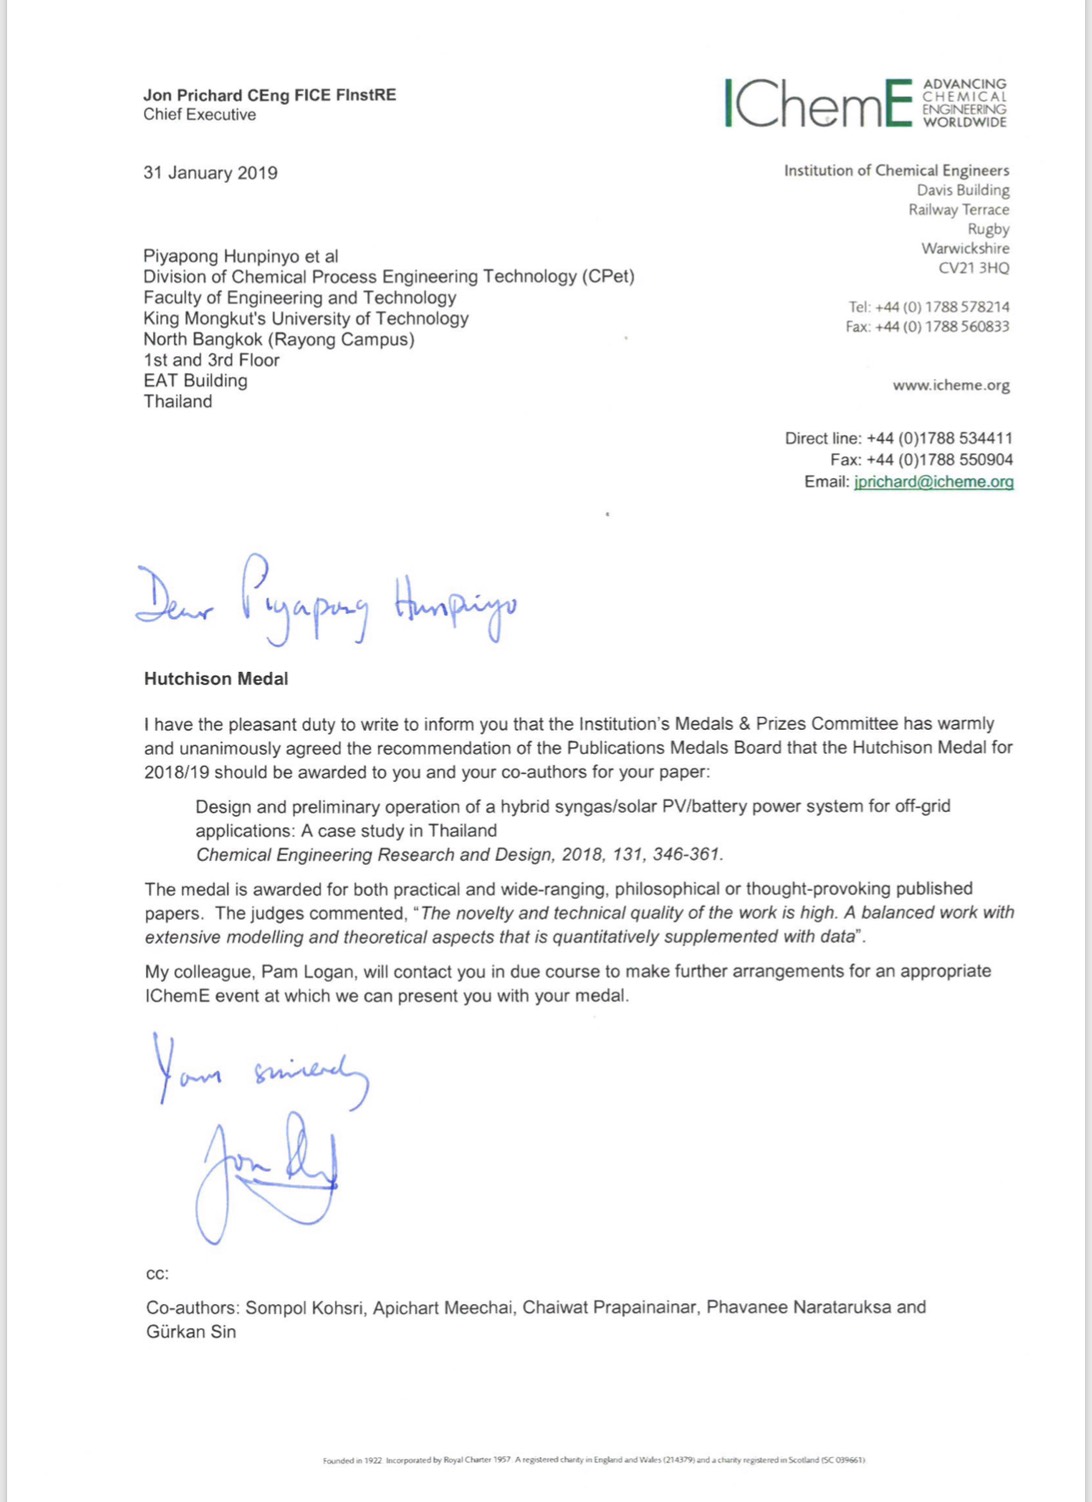 Jon Prichard CEng FICE FInstRE
Chief Executive
IChemE ADVANCING
CHEMICAL
ENGINEERING
WORLDWIDE
31 January 2019
Institution of Chemical Engineers
Davis Building
Railway Terrace
Rugby
Warwickshire
CV21 3HQ
Tel: +44 (0) 1788 578214
Fax: +44 (0) 1788 560833
www.icheme.org
Direct line: +44 (0)1788 534411
Fax: +44 (0)1788 550904
Email: jprichard@icheme.org
Piyapong Hunpinyo et al
Division of Chemical Process Engineering Technology (CPet)
Faculty of Engineering and Technology
King Mongkut's University of Technology
North Bangkok (Rayong Campus)
1st and 3rd Floor
EAT Building
Thailand
Dear Piyapong Hunpinyo
Hutchison Medal
I have the pleasant duty to write to inform you that the Institution's Medals & Prizes Committee has warmly
and unanimously agreed the recommendation of the Publications Medals Board that the Hutchison Medal for
2018/19 should be awarded to you and your co-authors for your paper:
Design and preliminary operation of a hybrid syngas/solar PV/battery power system for off-grid
applications: A case study in Thailand
Chemical Engineering Research and Design, 2018, 131, 346-361.
The medal is awarded for both practical and wide-ranging, philosophical or thought-provoking published
papers. The judges commented, "The novelty and technical quality of the work is high. A balanced work with
extensive modelling and theoretical aspects that is quantitatively supplemented with data".
My colleague, Pam Logan, will contact you in due course to make further arrangements for an appropriate
IChemE event at which we can present you with your medal.
Yours sincerely
Jon
cc:
Co-authors: Sompol Kohsri, Apichart Meechai, Chaiwat Prapainainar, Phavanee Narataruksa and
Gürkan Sin
Founded in 1922. Incorporated by Royal Charter 1957. A registered charity in England and Wales (214379) and a charity registered in Scotland (SC 039661)